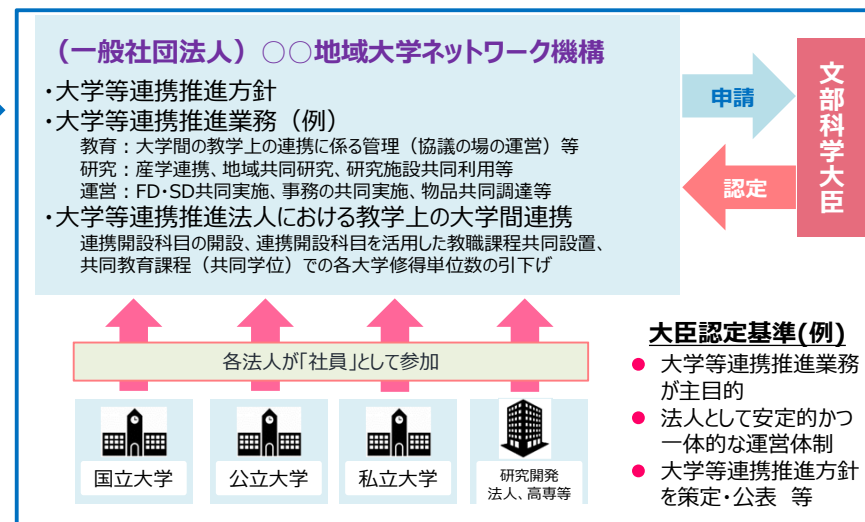 （一般社団法人）○○地域大学ネットワーク機構
・大学等連携推進方針
・大学等連携推進業務（例）
教育：大学間の教学上の連携に係る管理（協議の場の運営）等
研究：産学連携、地域共同研究、研究施設共同利用等
運営：FD・SD共同実施、事務の共同実施、物品共同調達等
・大学等連携推進法人における教学上の大学間連携
連携開設科目の開設、連携開設科目を活用した教職課程共同設置、
共同教育課程（共同学位）での各大学修得単位数の引下げ
申請
認定
文部科学大臣
各法人が「社員」として参加
国立大学
公立大学
私立大学
研究開発
法人、高専等
大臣認定基準(例)
● 大学等連携推進業務
が主目的
● 法人として安定的かつ
一体的な運営体制
● 大学等連携推進方針
を策定・公表 等